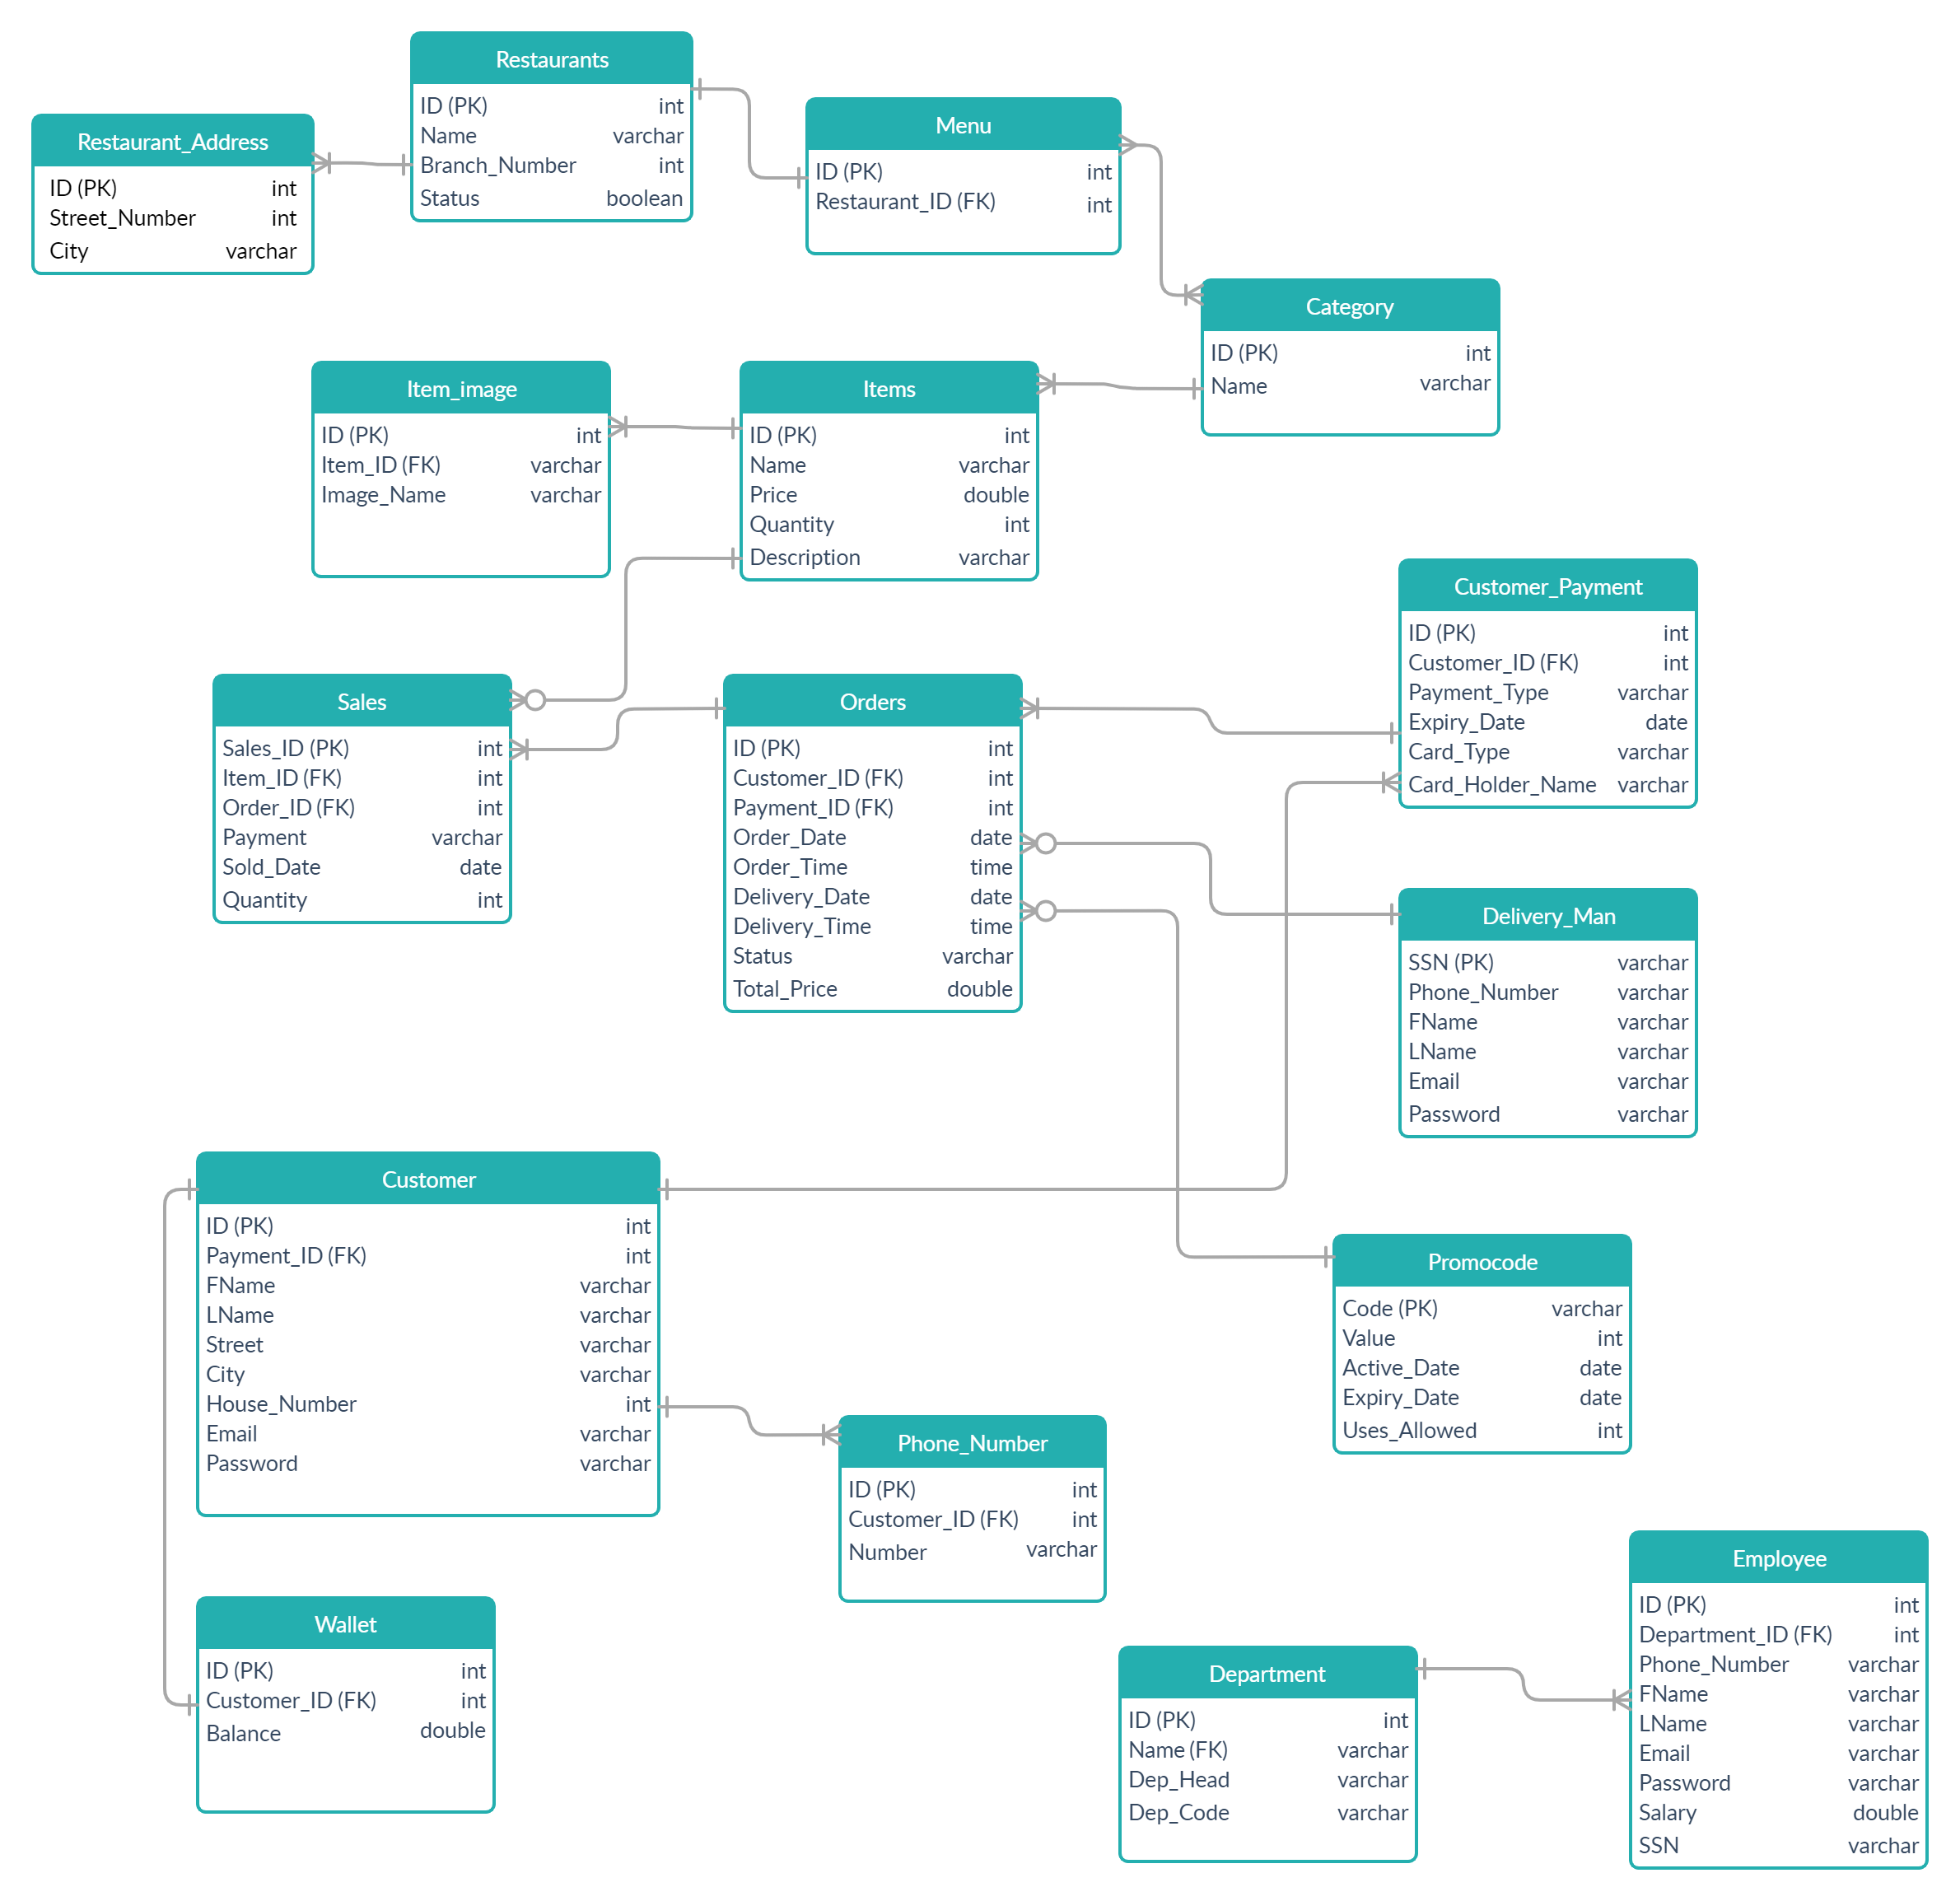 Restaurants
ID (PK) int
Name varchar
Branch_Number int
Status boolean
Restaurant_Address
ID (PK) int
Street_Number int
City varchar
Menu
ID (PK) int
Restaurant_ID (FK) int
Category
ID (PK) int
Name varchar
Item_image
ID (PK) int
Item_ID (FK) varchar
Image_Name varchar
Items
ID (PK) int
Name varchar
Price double
Quantity int
Description varchar
Customer_Payment
ID (PK) int
Customer_ID (FK) int
Payment_Type varchar
Expiry_Date date
Card_Type varchar
Card_Holder_Name varchar
Sales
Sales_ID (PK) int
Item_ID (FK) int
Order_ID (FK) int
Payment varchar
Sold_Date date
Quantity int
Orders
ID (PK) int
Customer_ID (FK) int
Payment_ID (FK) int
Order_Date date
Order_Time time
Delivery_Date date
Delivery_Time time
Status varchar
Total_Price double
Delivery_Man
SSN (PK) varchar
Phone_Number varchar
FName varchar
LName varchar
Email varchar
Password varchar
Customer
ID (PK) int
Payment_ID (FK) int
FName varchar
LName varchar
Street varchar
City varchar
House_Number int
Email varchar
Password varchar
Promocode
Code (PK) varchar
Value int
Active_Date date
Expiry_Date date
Uses_Allowed int
Phone_Number
ID (PK) int
Customer_ID (FK) int
Number varchar
Wallet
ID (PK) int
Customer_ID (FK) int
Balance double
Department
ID (PK) int
Name (FK) varchar
Dep_Head varchar
Dep_Code varchar
Employee
ID (PK) int
Department_ID (FK) int
Phone_Number varchar
FName varchar
LName varchar
Email varchar
Password varchar
Salary double
SSN varchar